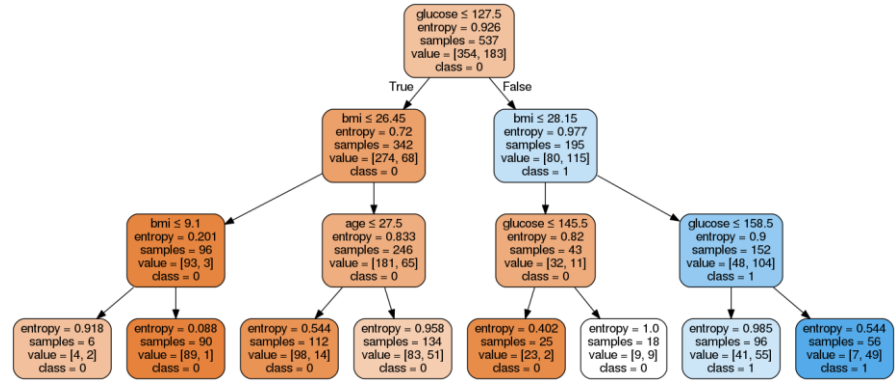 glucose ≤ 127.5
entropy = 0.926
samples = 537
value = [354, 183]
class = 0
True
False
bmi ≤ 26.45
entropy = 0.72
samples = 342
value = [274, 68]
class = 0
bmi ≤ 28.15
entropy = 0.977
samples = 195
value = [80, 115]
class = 1
bmi ≤ 9.1
entropy = 0.201
samples = 96
value = [93, 3]
class = 0
age ≤ 27.5
entropy = 0.833
samples = 246
value = [181, 65]
class = 0
glucose ≤ 145.5
entropy = 0.82
samples = 43
value = [32, 11]
class = 0
glucose ≤ 158.5
entropy = 0.9
samples = 152
value = [48, 104]
class = 1
entropy = 0.918
samples = 6
value = [4, 2]
class = 0
entropy = 0.088
samples = 90
value = [89, 1]
class = 0
entropy = 0.544
samples = 112
value = [98, 14]
class = 0
entropy = 0.958
samples = 134
value = [83, 51]
class = 0
entropy = 0.402
samples = 25
value = [23, 2]
class = 0
entropy = 1.0
samples = 18
value = [9, 9]
class = 0
entropy = 0.985
samples = 96
value = [41, 55]
class = 1
entropy = 0.544
samples = 56
value = [7, 49]
class = 1